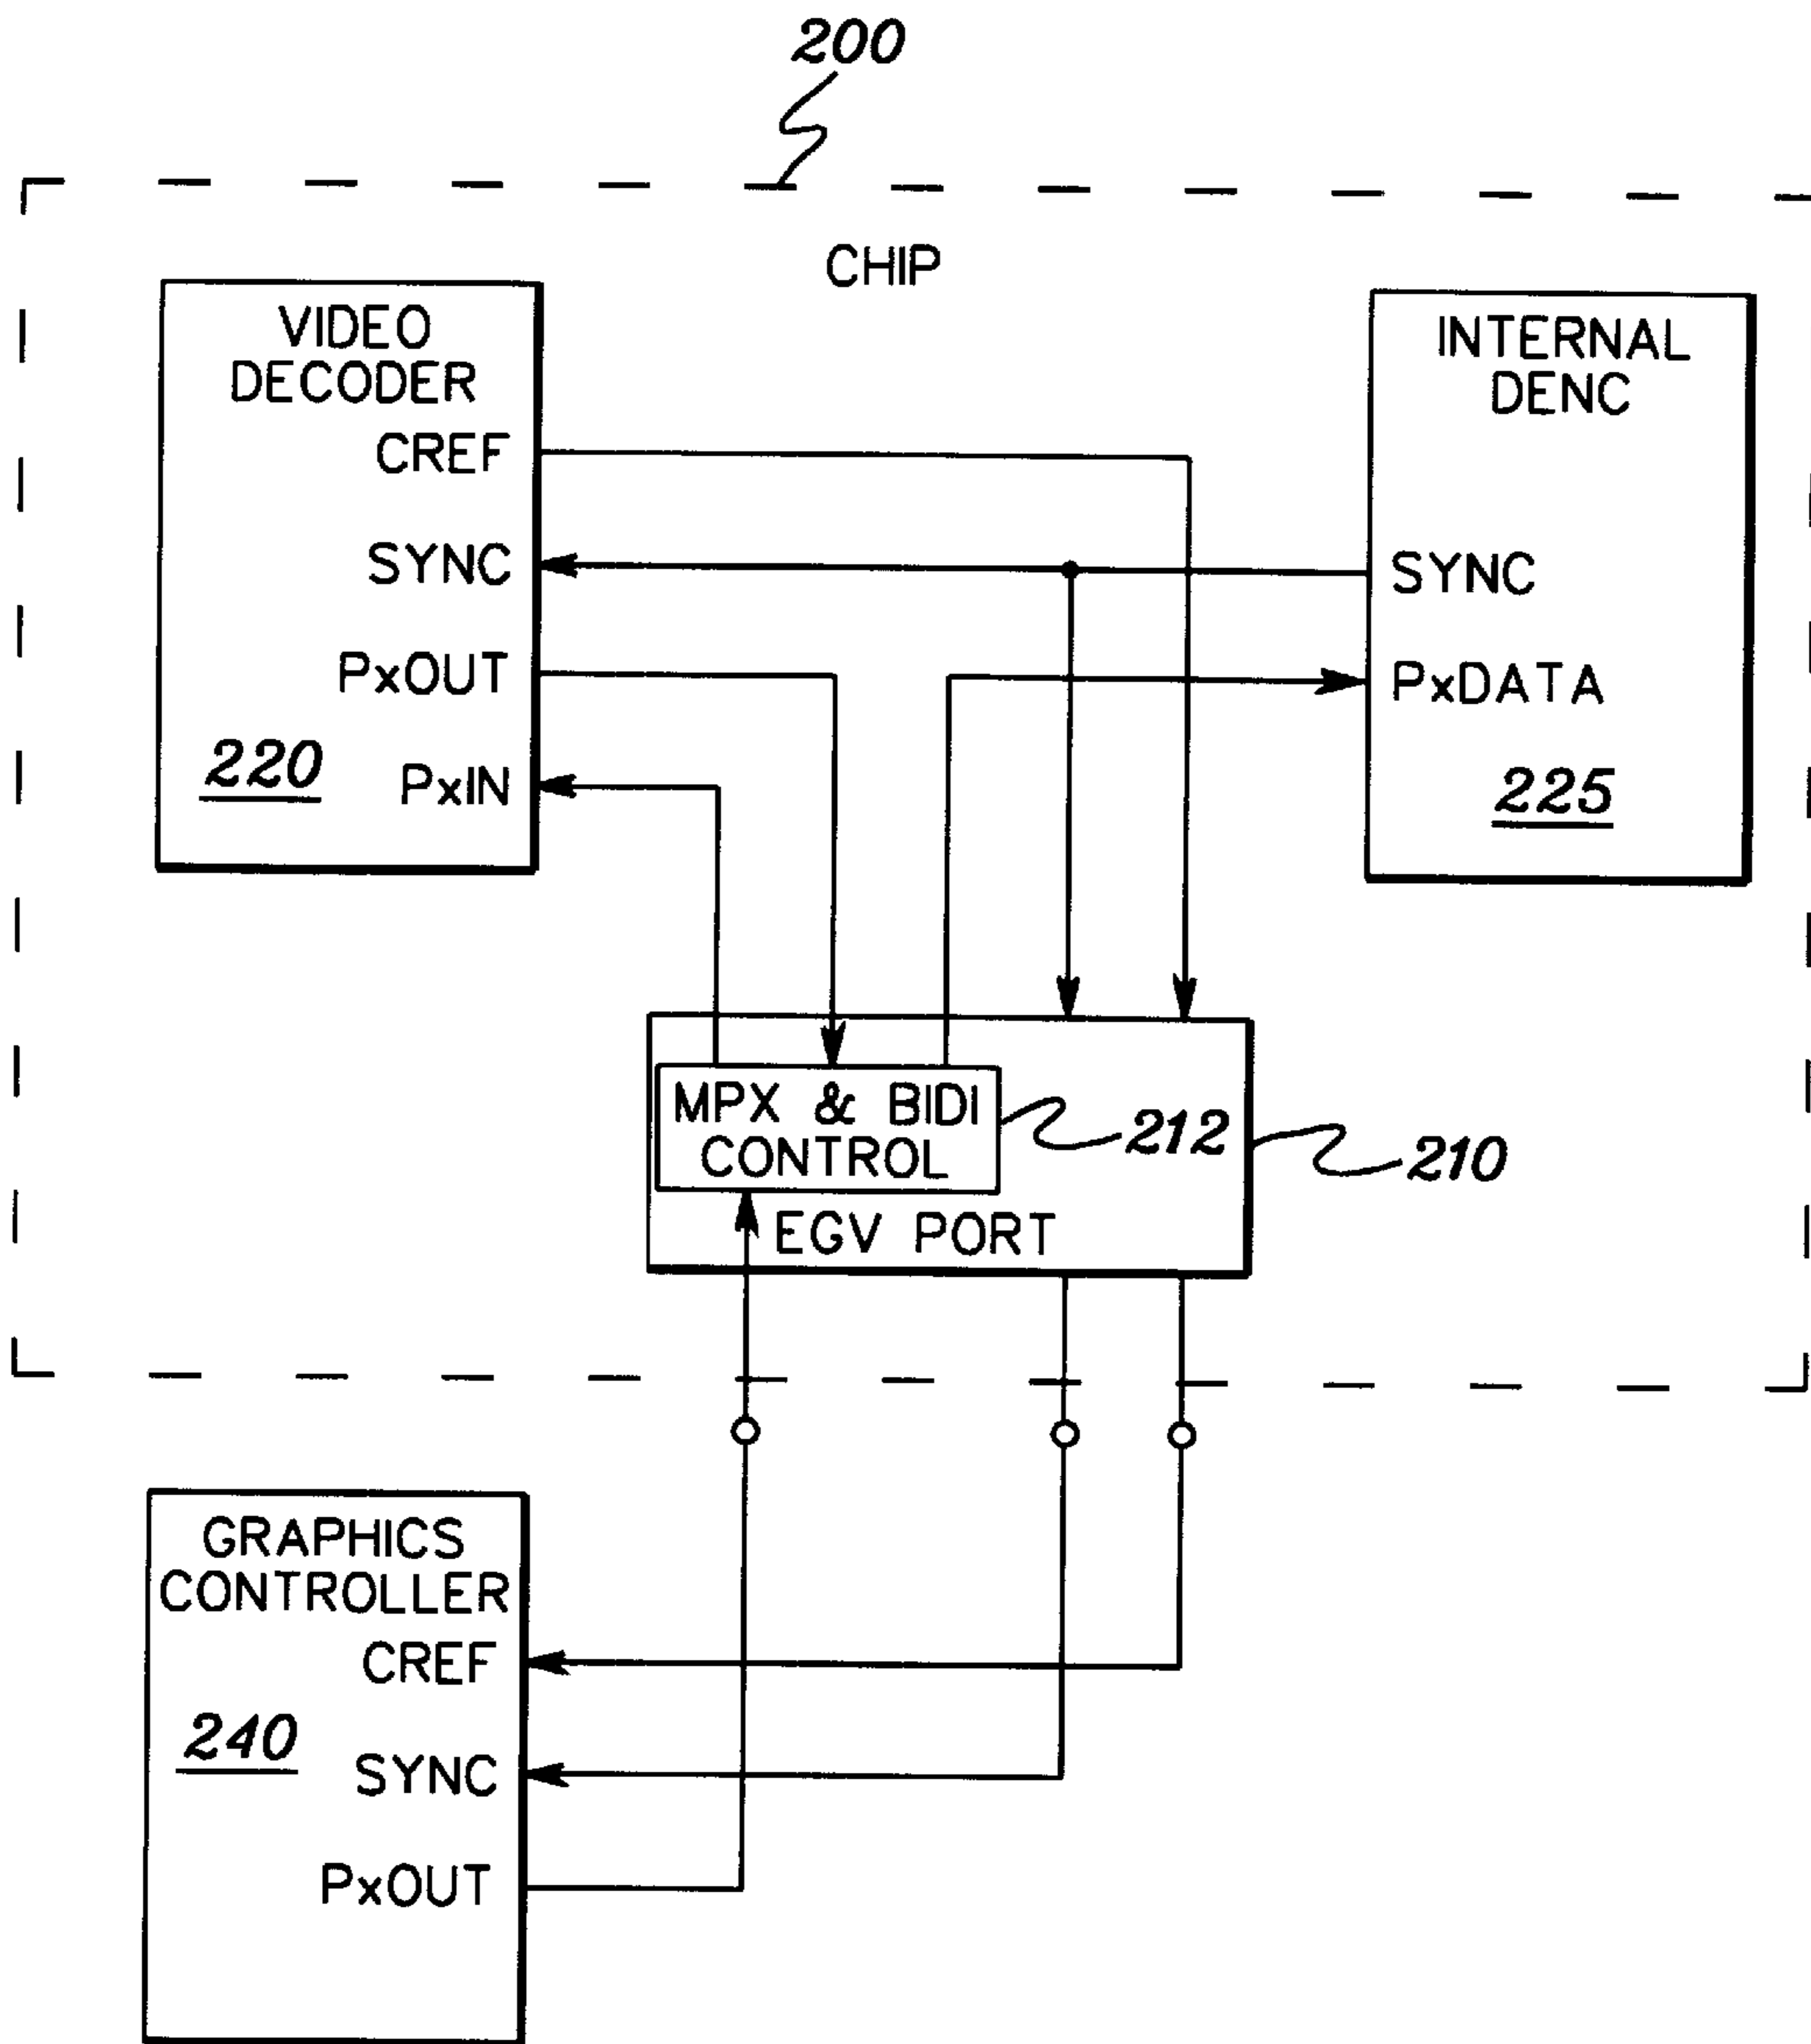 200
CHIP
VIDEO
DECODER
CREF
SYNC
PxOUT
PxIN
220
INTERNAL
DENC
SYNC
PxDATA
225
MPX & BIDI
CONTROL
212
210
EGV PORT
GRAPHICS
CONTROLLER
CREF
240
SYNC
PxOUT